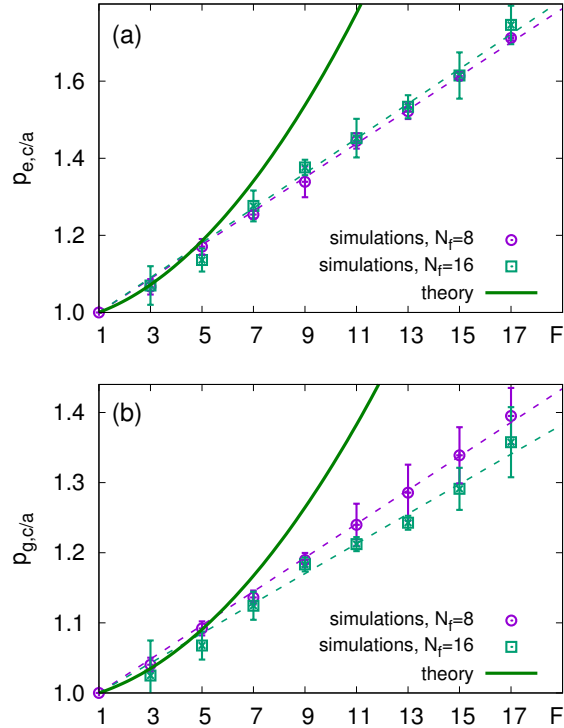 (a)
p_e,c/a
1.6
1.4
1.2
1.0
simulations, N_f=8
simulations, N_f=16
theory
1 3 5 7 9 11 13 15 17 F
(b)
p_g,c/a
1.4
1.3
1.2
1.1
1.0
simulations, N_f=8
simulations, N_f=16
theory
1 3 5 7 9 11 13 15 17 F